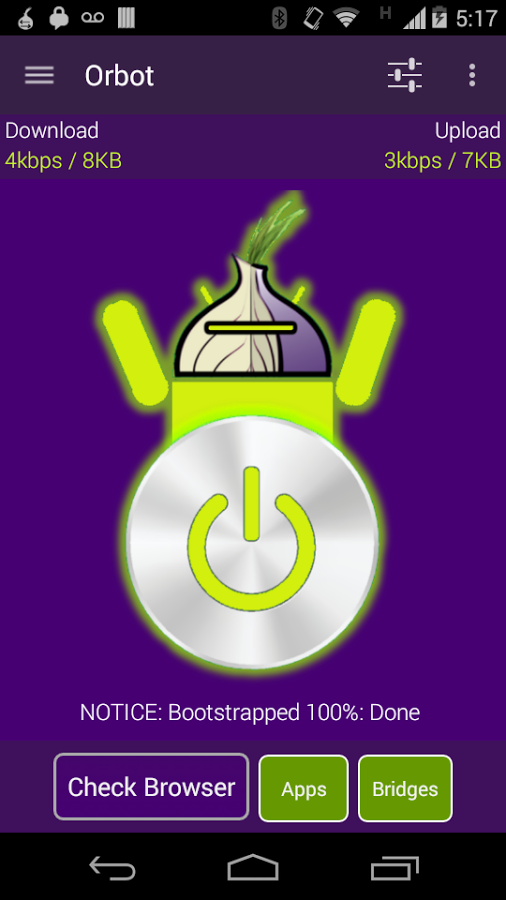 H 5:17
Orbot
Download Upload
4kbps / 8KB 3kbps / 7KB
NOTICE: Bootstrapped 100%: Done
Check Browser Apps Bridges